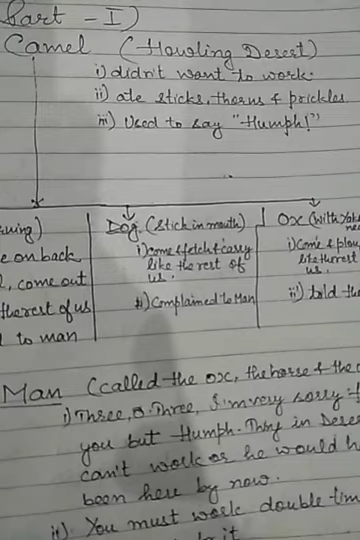 Part - I)
Camel (Howling Desert)
i) didn't want to work.
ii) ate sticks, thorns & prickles
iii) Used to say "Humph!"
Dog (Stick in mouth)
i) come & fetch & carry
like the rest of
us.
ii) Complained to Man
Ox (with
i) Come & plou
like the rest
us.
ii) told the
e on back
, come out
the rest of us
to man
Man (called the Ox, the horse & the
i) Three, O Three, I'm very sorry f
you but Humph-Thing in Deser
can't work or he would h
been here by now.
ii) You must work double tim